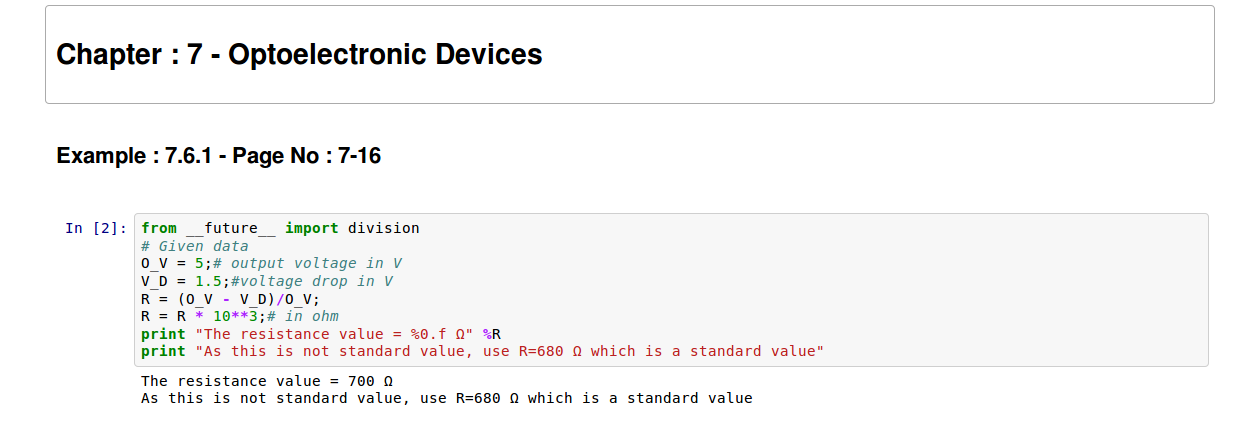 Chapter : 7 - Optoelectronic Devices
Example : 7.6.1 - Page No : 7-16
In [2]: from __future__ import division
# Given data
O_V = 5;# output voltage in V
V_D = 1.5;#voltage drop in V
R = (O_V - V_D)/O_V;
R = R * 10**3;# in ohm
print "The resistance value = %0.f Ω" %R
print "As this is not standard value, use R=680 Ω which is a standard value"
The resistance value = 700 Ω
As this is not standard value, use R=680 Ω which is a standard value